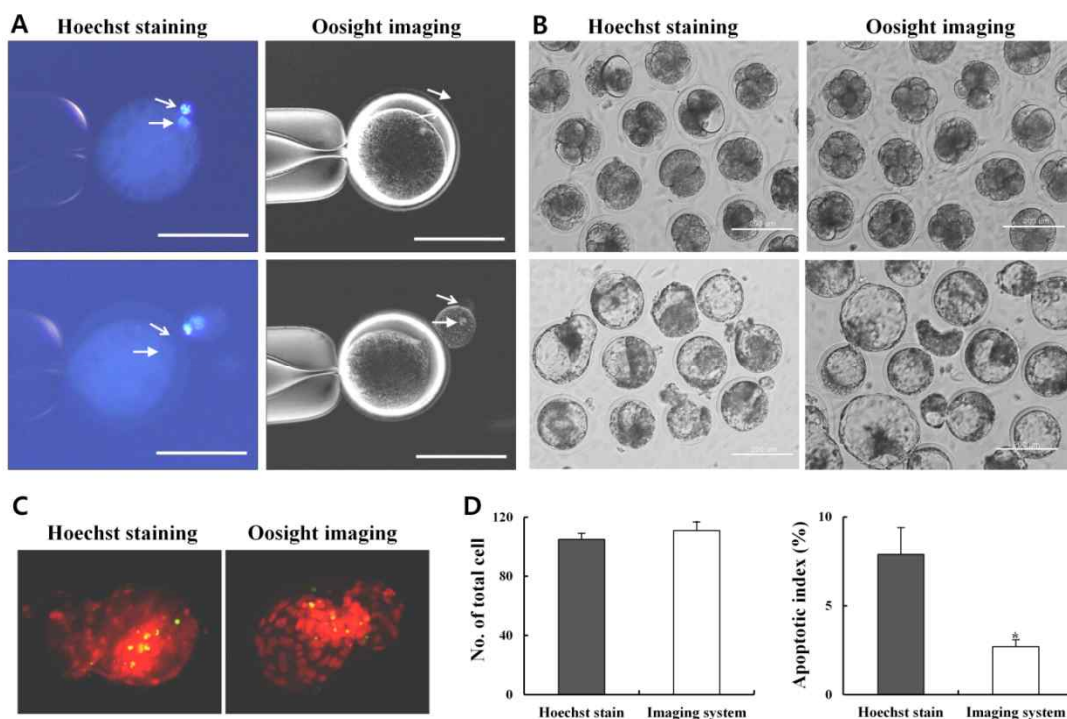 A
Hoechst staining
Oosight imaging
B
Hoechst staining
Oosight imaging
C
Hoechst staining
Oosight imaging
D
No. of total cell
120
80
40
0
Hoechst stain
Imaging system
Apoptotic index (%)
10
5
0
*
Hoechst stain
Imaging system